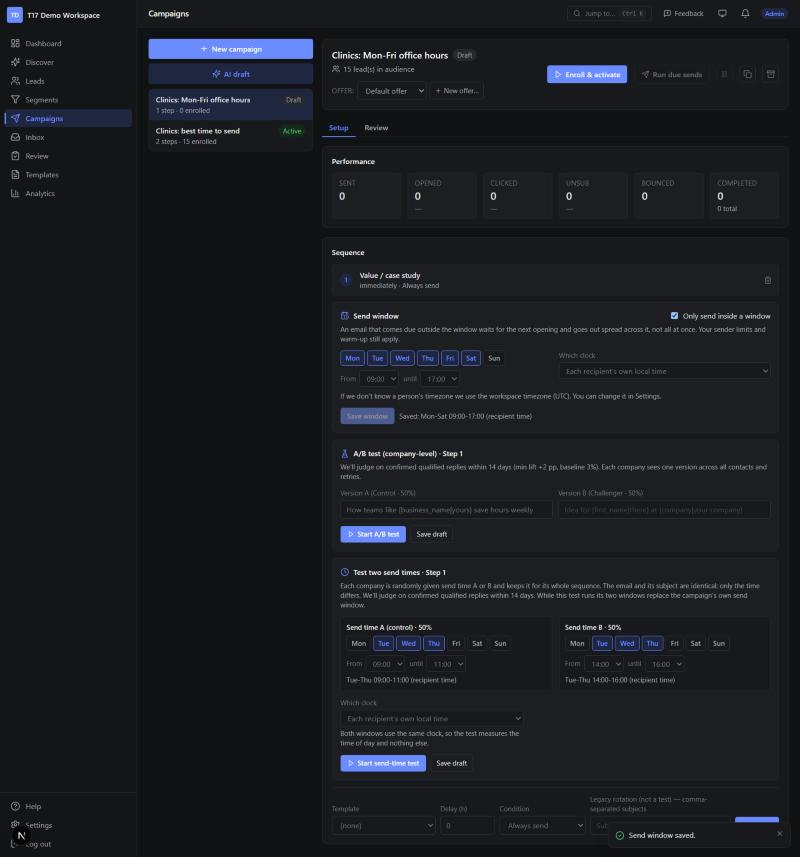 TD
T17 Demo Workspace
Campaigns
Jump to...
Ctrl K
Feedback
Admin
Dashboard
Discover
Leads
Segments
Campaigns
Inbox
Review
Templates
Analytics
Help
Settings
N
Log out
+ New campaign
AI draft
Clinics: Mon-Fri office hours
Draft
1 step · 0 enrolled
Clinics: best time to send
Active
2 steps · 15 enrolled
Clinics: Mon-Fri office hours
Draft
15 lead(s) in audience
OFFER:
Default offer
+ New offer...
Enroll & activate
Run due sends
Setup
Review
Performance
SENT
0
OPENED
0
—
CLICKED
0
—
UNSUB
0
—
BOUNCED
0
COMPLETED
0
0 total
Sequence
1
Value / case study
immediately · Always send
Send window
Only send inside a window
An email that comes due outside the window waits for the next opening and goes out spread across it, not all at once. Your sender limits and
warm-up still apply.
Mon
Tue
Wed
Thu
Fri
Sat
Sun
From
09:00
until
17:00
Which clock
Each recipient's own local time
If we don't know a person's timezone we use the workspace timezone (UTC). You can change it in Settings.
Save window
Saved: Mon-Sat 09:00-17:00 (recipient time)
A/B test (company-level) · Step 1
We'll judge on confirmed qualified replies within 14 days (min lift +2 pp, baseline 3%). Each company sees one version across all contacts and
retries.
Version A (Control · 50%)
How teams like {business_name|yours} save hours weekly
Version B (Challenger · 50%)
Idea for {first_name|there} at {company|your company}
Start A/B test
Save draft
Test two send times · Step 1
Each company is randomly given send time A or B and keeps it for its whole sequence. The email and its subject are identical; only the time
differs. We'll judge on confirmed qualified replies within 14 days. While this test runs its two windows replace the campaign's own send
window.
Send time A (control) · 50%
Mon
Tue
Wed
Thu
Fri
Sat
Sun
From
09:00
until
11:00
Tue-Thu 09:00-11:00 (recipient time)
Send time B · 50%
Mon
Tue
Wed
Thu
Fri
Sat
Sun
From
14:00
until
16:00
Tue-Thu 14:00-16:00 (recipient time)
Which clock
Each recipient's own local time
Both windows use the same clock, so the test measures the
time of day and nothing else.
Start send-time test
Save draft
Template
(none)
Delay (h)
0
Condition
Always send
Legacy rotation (not a test) — comma-
separated subjects
Send window saved.